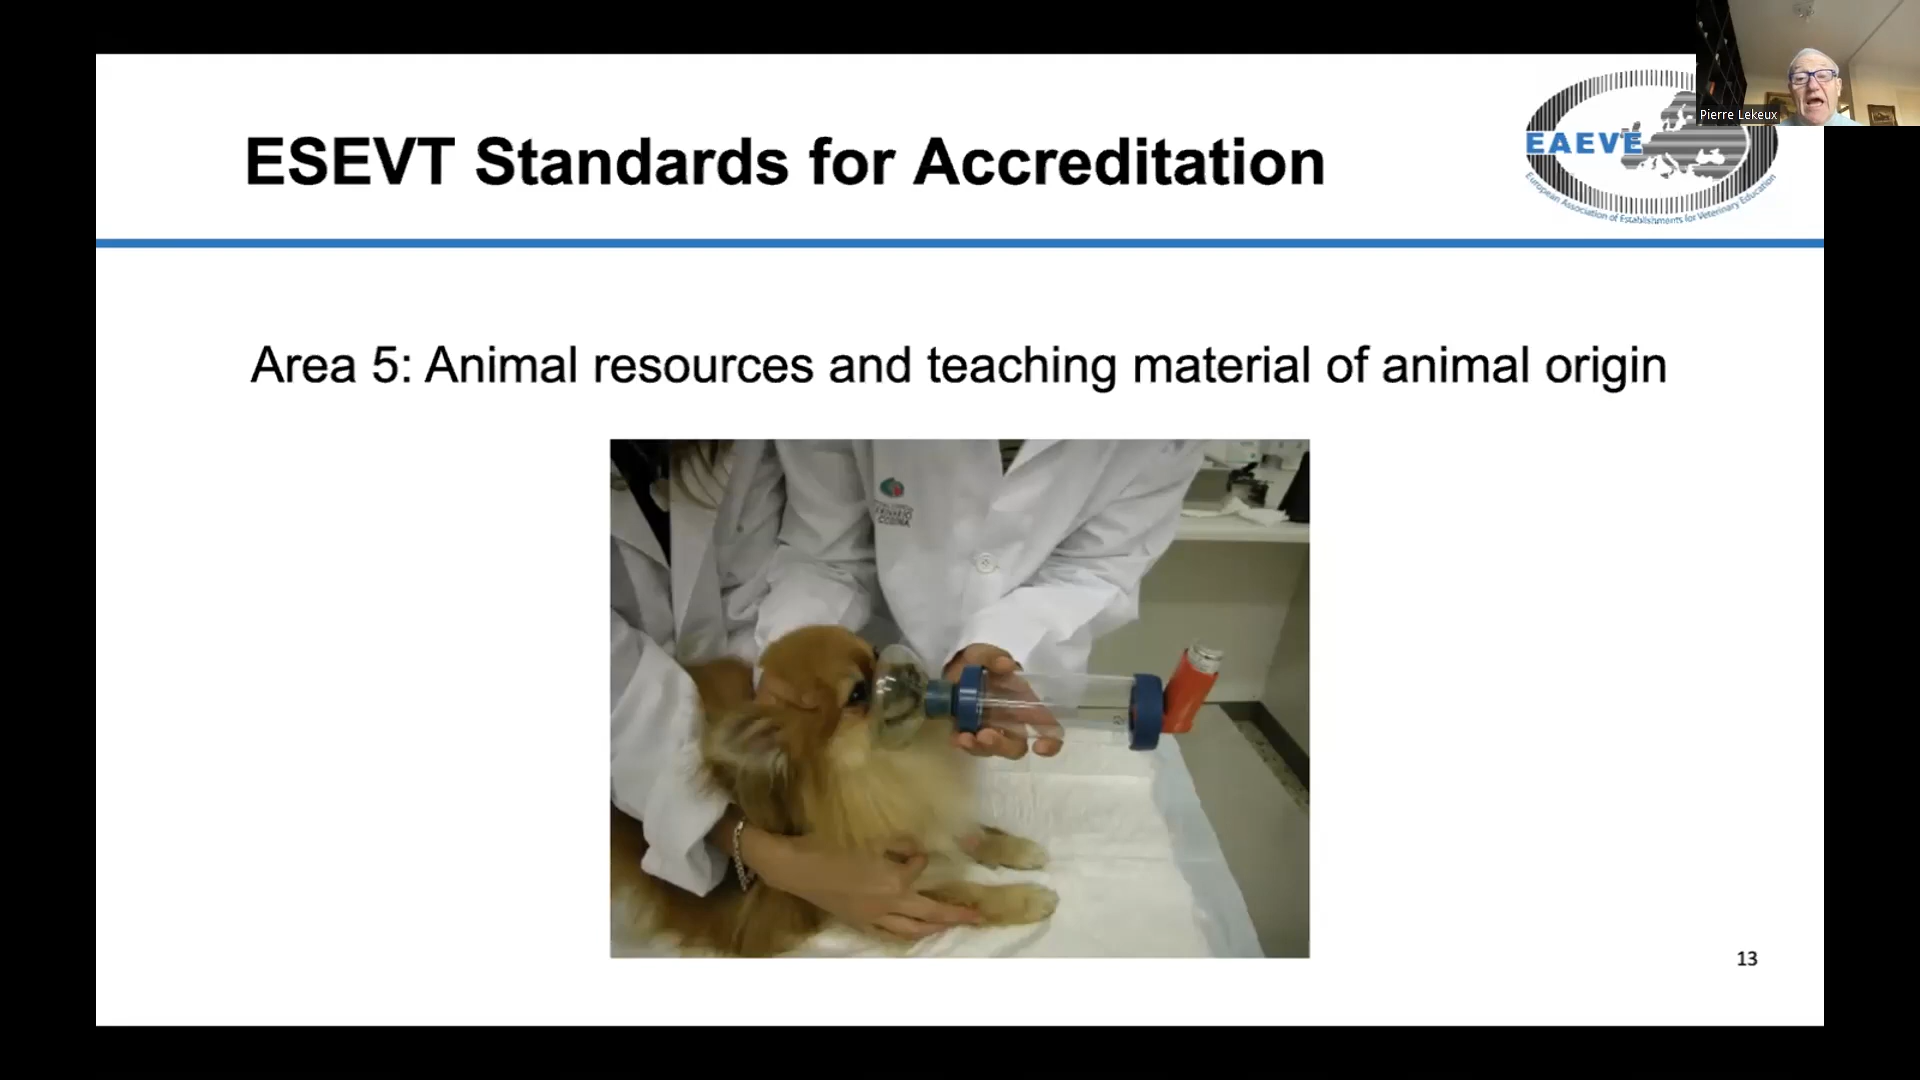 Pierre Lekeux
ESEVT Standards for Accreditation
EAEVE
European Association of Establishments for Veterinary Education
Area 5: Animal resources and teaching material of animal origin
13